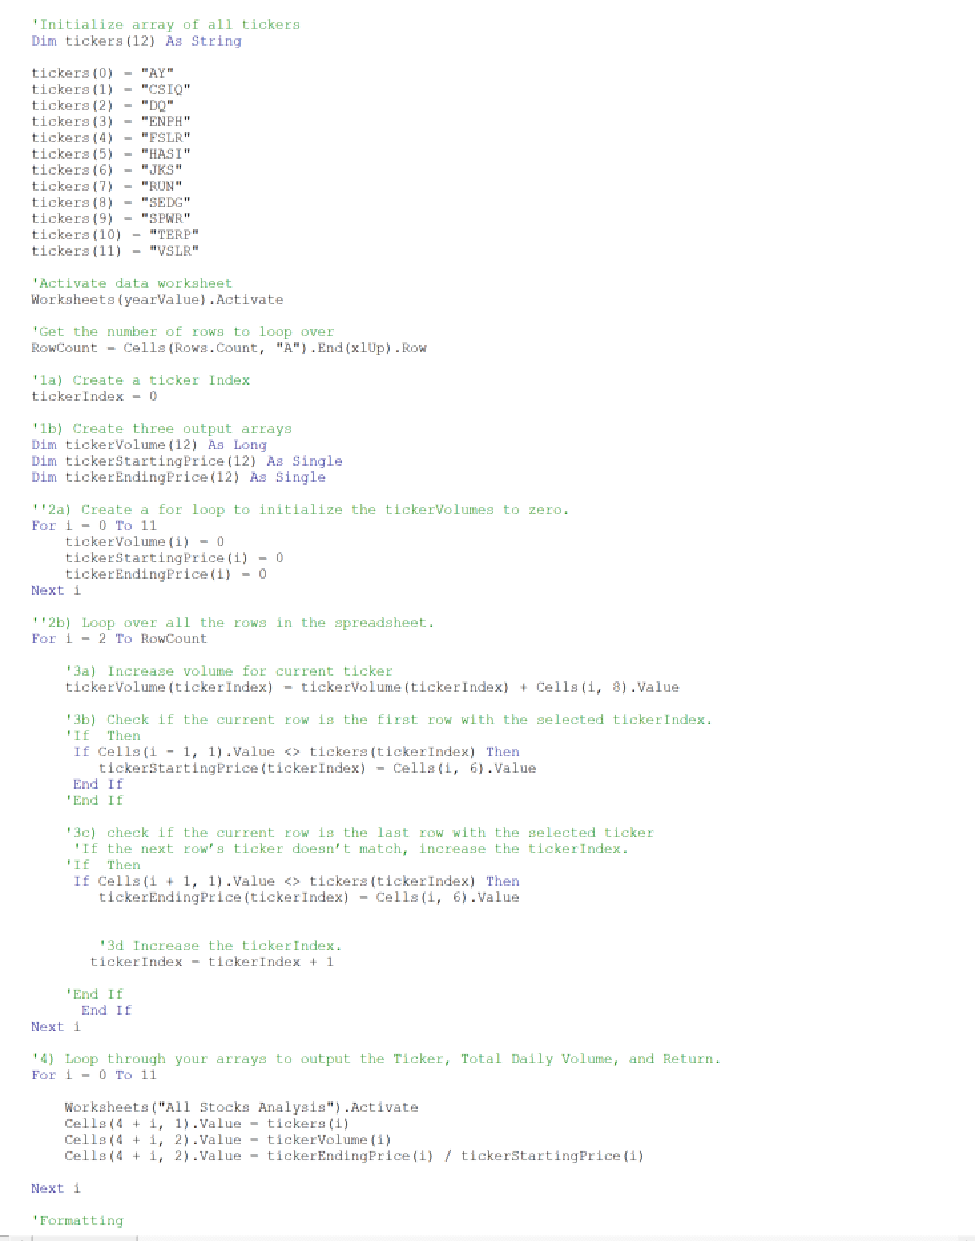 'Initialize array of all tickers
Dim tickers(12) As String
tickers(0) = "AY"
tickers(1) = "CSIQ"
tickers(2) = "DQ"
tickers(3) = "ENPH"
tickers(4) = "FSLR"
tickers(5) = "HASI"
tickers(6) = "JKS"
tickers(7) = "RUN"
tickers(8) = "SEDG"
tickers(9) = "SPWR"
tickers(10) = "TERP"
tickers(11) = "VSLR"
'Activate data worksheet
Worksheets(yearValue).Activate
'Get the number of rows to loop over
RowCount = Cells(Rows.Count, "A").End(xlUp).Row
'1a) Create a ticker Index
tickerIndex = 0
'1b) Create three output arrays
Dim tickerVolume(12) As Long
Dim tickerStartingPrice(12) As Single
Dim tickerEndingPrice(12) As Single
''2a) Create a for loop to initialize the tickerVolumes to zero.
For i = 0 To 11
tickerVolume(i) = 0
tickerStartingPrice(i) = 0
tickerEndingPrice(i) = 0
Next i
''2b) Loop over all the rows in the spreadsheet.
For i = 2 To RowCount
'3a) Increase volume for current ticker
tickerVolume(tickerIndex) = tickerVolume(tickerIndex) + Cells(i, 8).Value
'3b) Check if the current row is the first row with the selected tickerIndex.
'If  Then
If Cells(i - 1, 1).Value <> tickers(tickerIndex) Then
tickerStartingPrice(tickerIndex) = Cells(i, 6).Value
End If
'End If
'3c) check if the current row is the last row with the selected ticker
'If the next row's ticker doesn't match, increase the tickerIndex.
'If  Then
If Cells(i + 1, 1).Value <> tickers(tickerIndex) Then
tickerEndingPrice(tickerIndex) = Cells(i, 6).Value
'3d Increase the tickerIndex.
tickerIndex = tickerIndex + 1
'End If
End If
Next i
'4) Loop through your arrays to output the Ticker, Total Daily Volume, and Return.
For i = 0 To 11
Worksheets("All Stocks Analysis").Activate
Cells(4 + i, 1).Value = tickers(i)
Cells(4 + i, 2).Value = tickerVolume(i)
Cells(4 + i, 2).Value = tickerEndingPrice(i) / tickerStartingPrice(i)
Next i
'Formatting